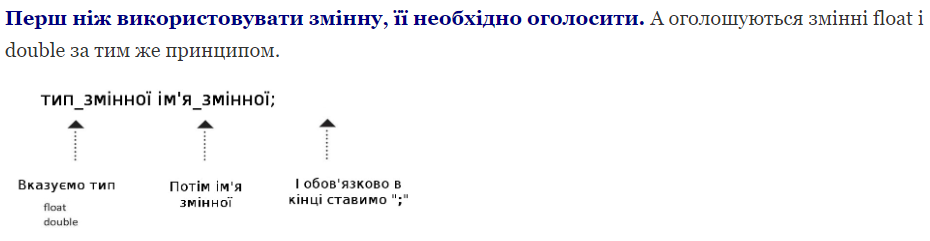 Перш ніж використовувати змінну, її необхідно оголосити. А оголошуються змінні float і
double за тим же принципом.
тип_змінної ім'я_змінної;
Вказуємо тип
float
double
Потім ім'я
змінної
І обов'язково в
кінці ставимо ";"